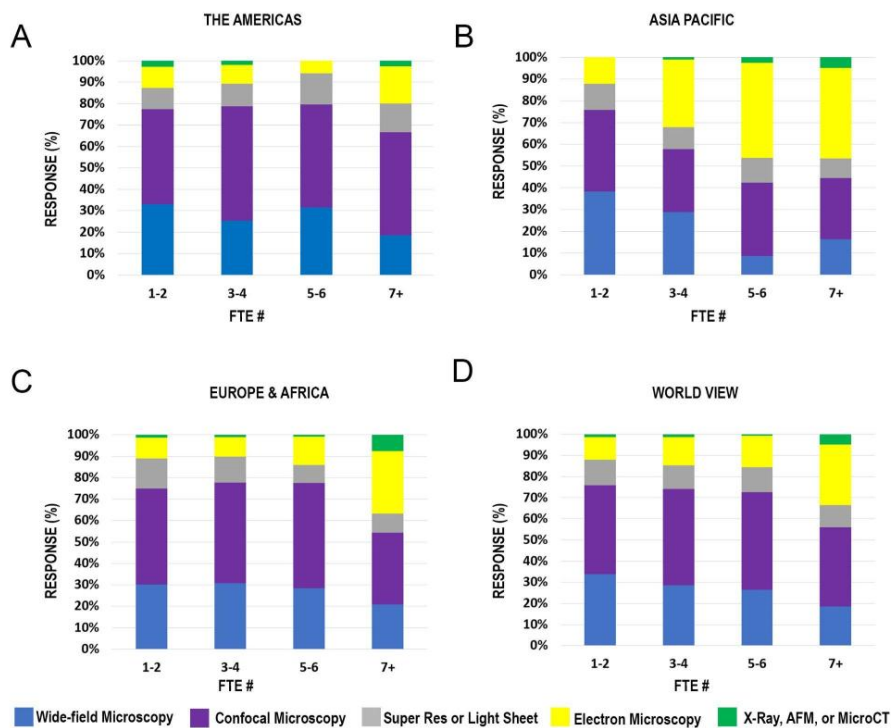 A
THE AMERICAS
100%
90%
80%
70%
60%
50%
40%
30%
20%
10%
0%
RESPONSE (%)
1-2 3-4 5-6 7+
FTE #
B
ASIA PACIFIC
100%
90%
80%
70%
60%
50%
40%
30%
20%
10%
0%
RESPONSE (%)
1-2 3-4 5-6 7+
FTE #
C
EUROPE & AFRICA
100%
90%
80%
70%
60%
50%
40%
30%
20%
10%
0%
RESPONSE (%)
1-2 3-4 5-6 7+
FTE #
D
WORLD VIEW
100%
90%
80%
70%
60%
50%
40%
30%
20%
10%
0%
RESPONSE (%)
1-2 3-4 5-6 7+
FTE #
Wide-field Microscopy Confocal Microscopy Super Res or Light Sheet Electron Microscopy X-Ray, AFM, or MicroCT